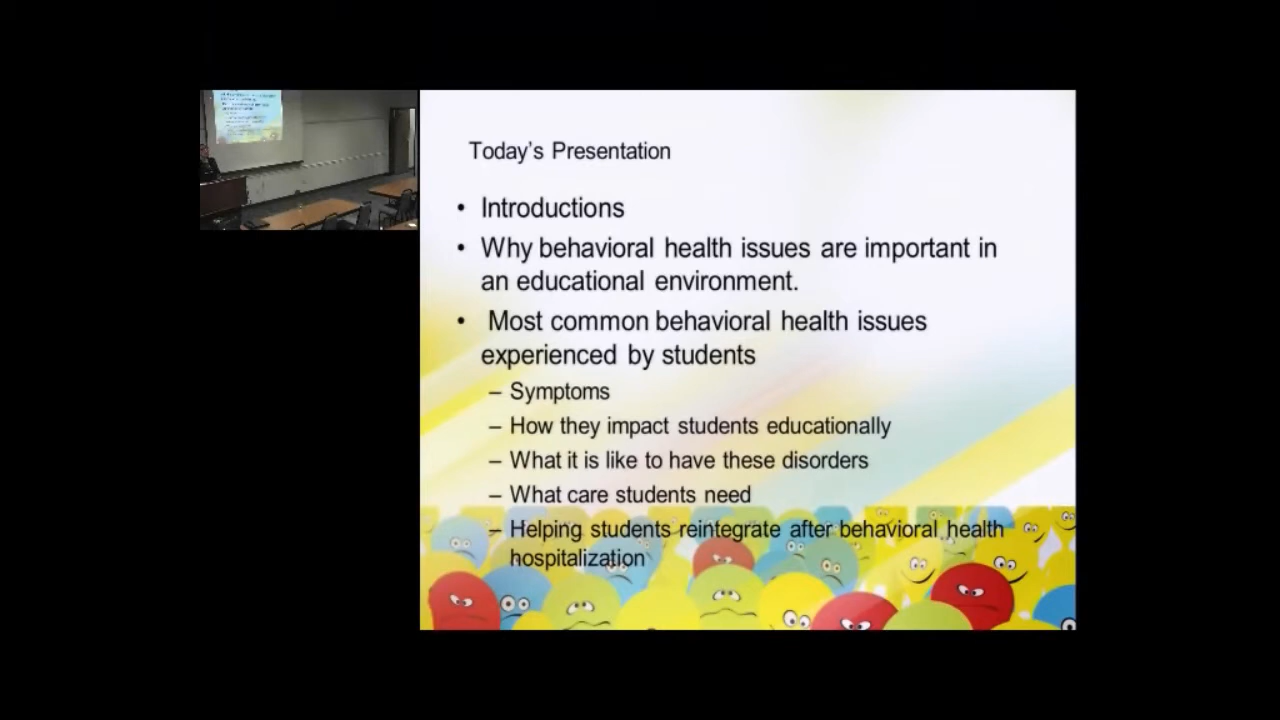 Today's Presentation
• Introductions
• Why behavioral health issues are important in
an educational environment.
• Most common behavioral health issues
experienced by students
– Symptoms
– How they impact students educationally
– What it is like to have these disorders
– What care students need
– Helping students reintegrate after behavioral health
hospitalization